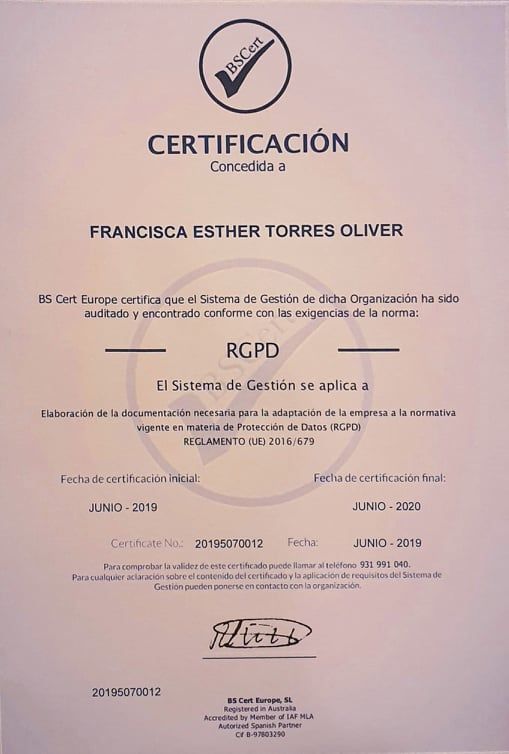 BSCert
CERTIFICACIÓN
Concedida a
FRANCISCA ESTHER TORRES OLIVER
BS Cert Europe certifica que el Sistema de Gestión de dicha Organización ha sido
auditado y encontrado conforme con las exigencias de la norma:
BSCert
RGPD
El Sistema de Gestión se aplica a
Elaboración de la documentación necesaria para la adaptación de la empresa a la normativa
vigente en materia de Protección de Datos (RGPD)
REGLAMENTO (UE) 2016/679
Fecha de certificación inicial: Fecha de certificación final:
JUNIO - 2019 JUNIO - 2020
Certificate No.: 20195070012 Fecha: JUNIO - 2019
Para comprobar la validez de este certificado puede llamar al teléfono 931 991 040.
Para cualquier aclaración sobre el contenido del certificado y la aplicación de requisitos del Sistema de
Gestión pueden ponerse en contacto con la organización.
20195070012
BS Cert Europe, SL
Registered in Australia
Accredited by Member of IAF MLA
Autorized Spanish Partner
Cif B-97803290